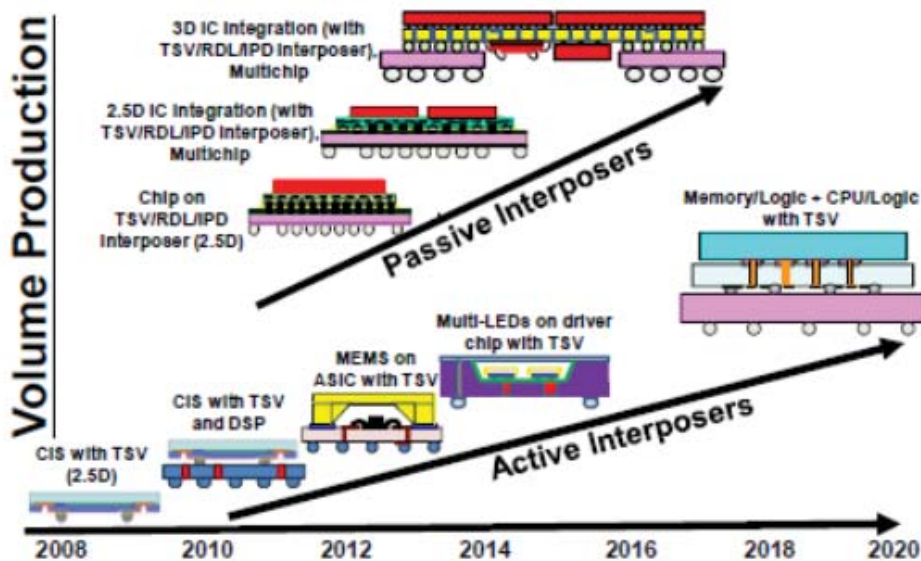 3D IC Integration (with
TSV/RDL/IPD Interposer),
Multichip
2.5D IC Integration (with
TSV/RDL/IPD Interposer),
Multichip
Chip on
TSV/RDL/IPD
Interposer (2.5D)
Volume Production
Passive Interposers
Memory/Logic + CPU/Logic
with TSV
Multi-LEDs on driver
chip with TSV
MEMS on
ASIC with TSV
CIS with TSV
and DSP
CIS with TSV
(2.5D)
Active Interposers
2008 2010 2012 2014 2016 2018 2020